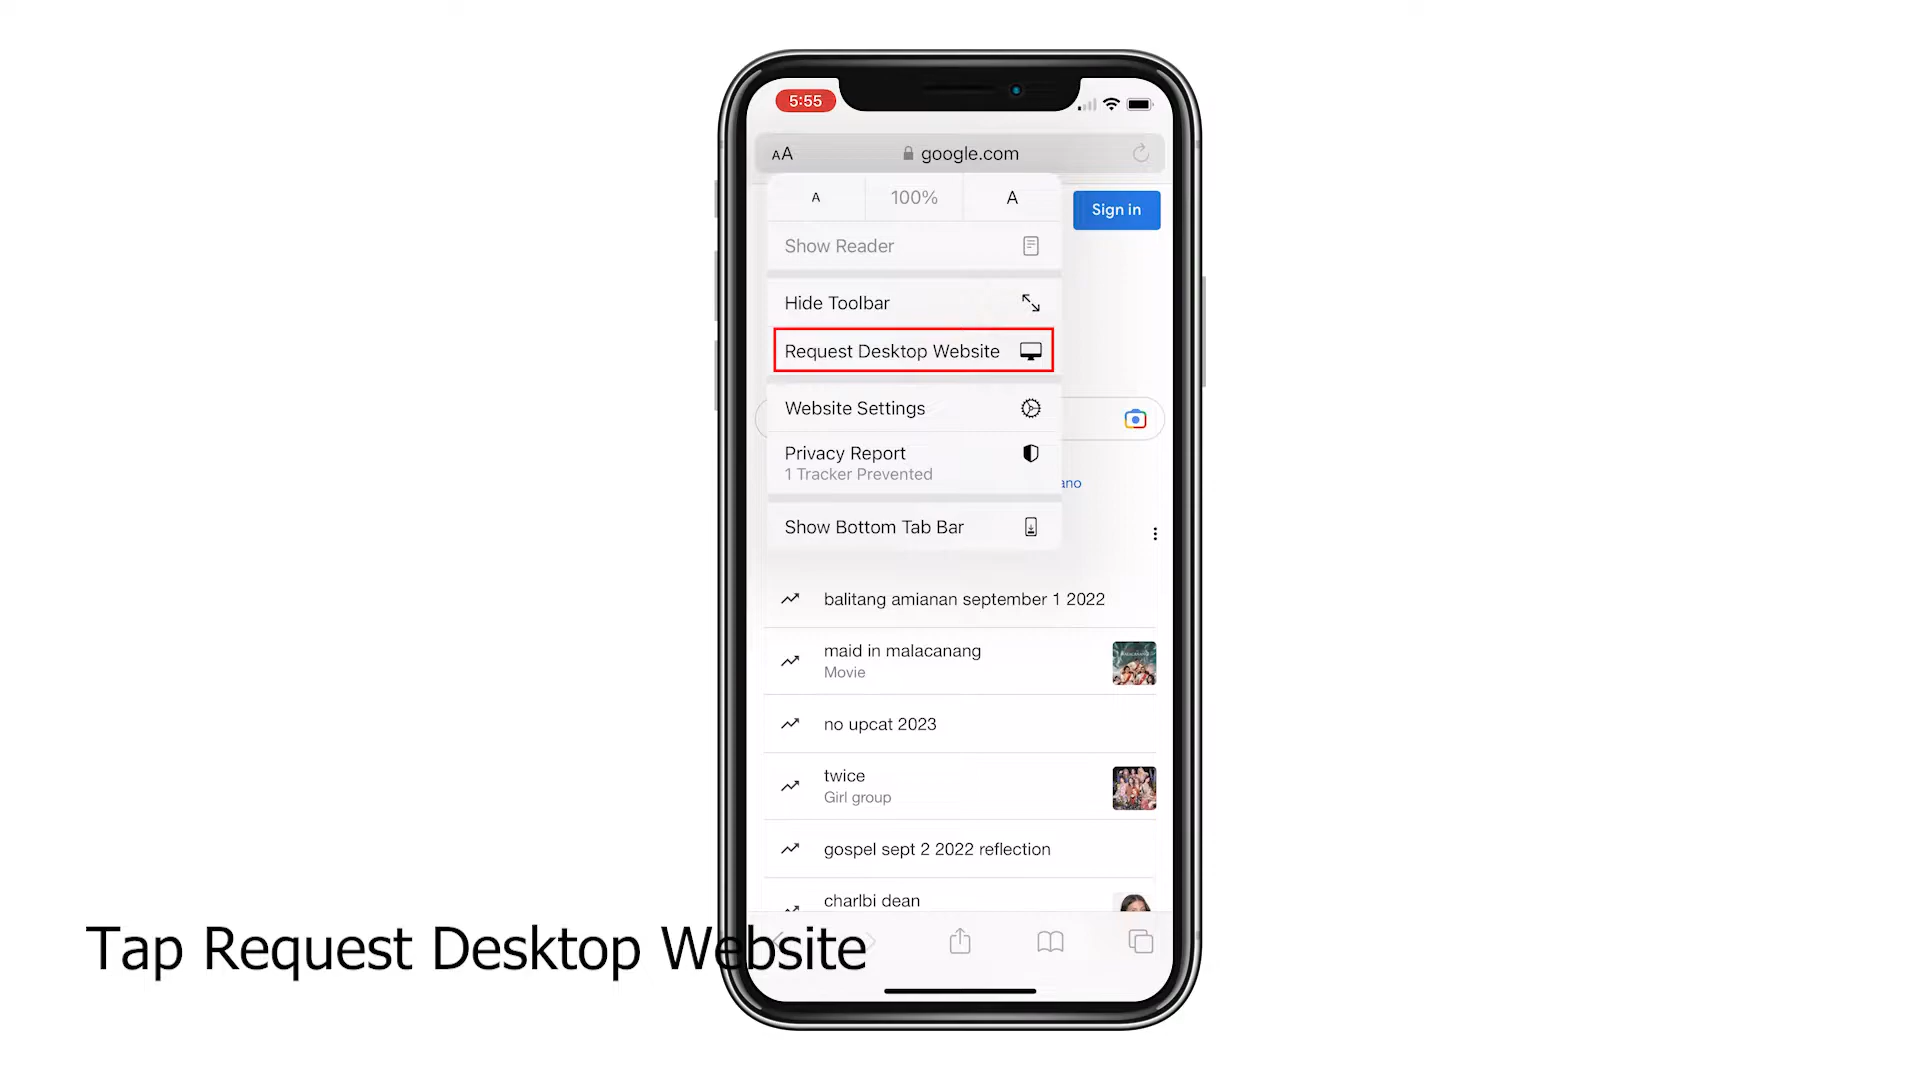 5:55
AA
google.com
A
100%
A
Sign in
Show Reader
Hide Toolbar
Request Desktop Website
Website Settings
Privacy Report
1 Tracker Prevented
ano
Show Bottom Tab Bar
balitang amianan september 1 2022
maid in malacanang
Movie
no upcat 2023
twice
Girl group
gospel sept 2 2022 reflection
charlbi dean
Tap Request Desktop Website